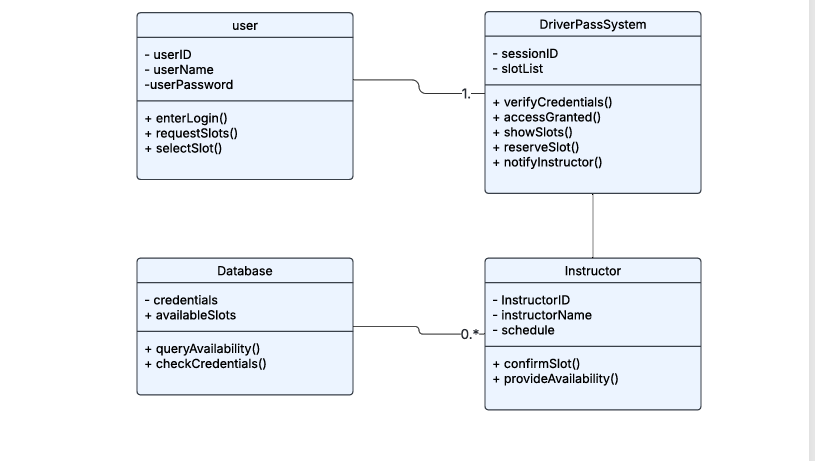 user
- userID
- userName
-userPassword
+ enterLogin()
+ requestSlots()
+ selectSlot()
DriverPassSystem
- sessionID
- slotList
+ verifyCredentials()
+ accessGranted()
+ showSlots()
+ reserveSlot()
+ notifyInstructor()
1.
Database
- credentials
+ availableSlots
+ queryAvailability()
+ checkCredentials()
0.*
Instructor
- InstructorID
- instructorName
- schedule
+ confirmSlot()
+ provideAvailability()